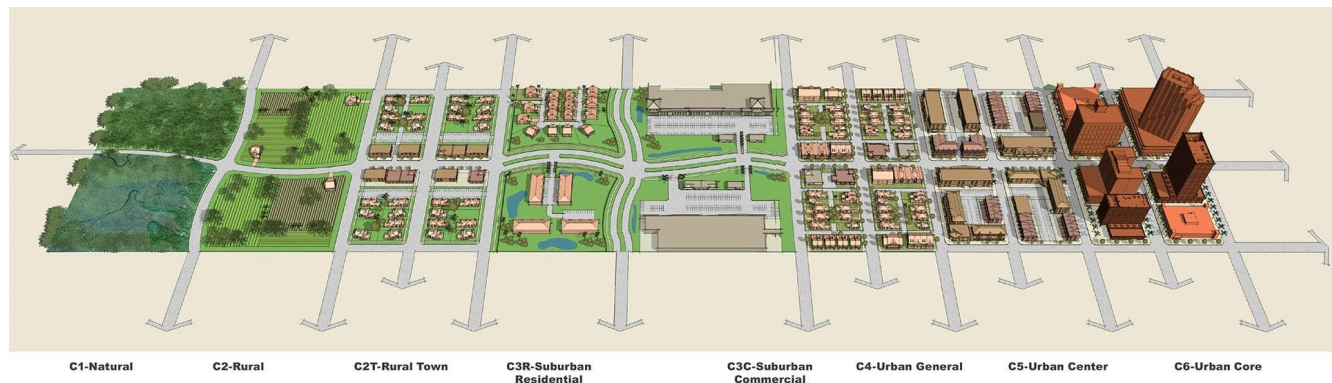 C1-Natural
C2-Rural
C2T-Rural Town
C3R-Suburban
Residential
C3C-Suburban
Commercial
C4-Urban General
C5-Urban Center
C6-Urban Core